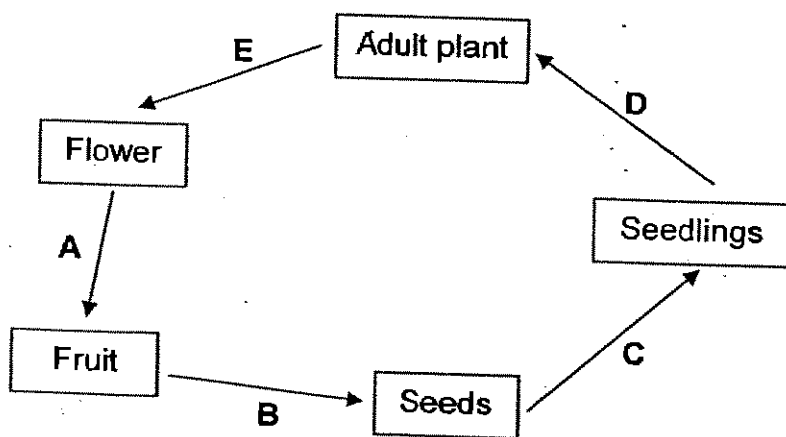 Adult plant
E
D
Flower
Seedlings
A
Fruit
C
Seeds
B